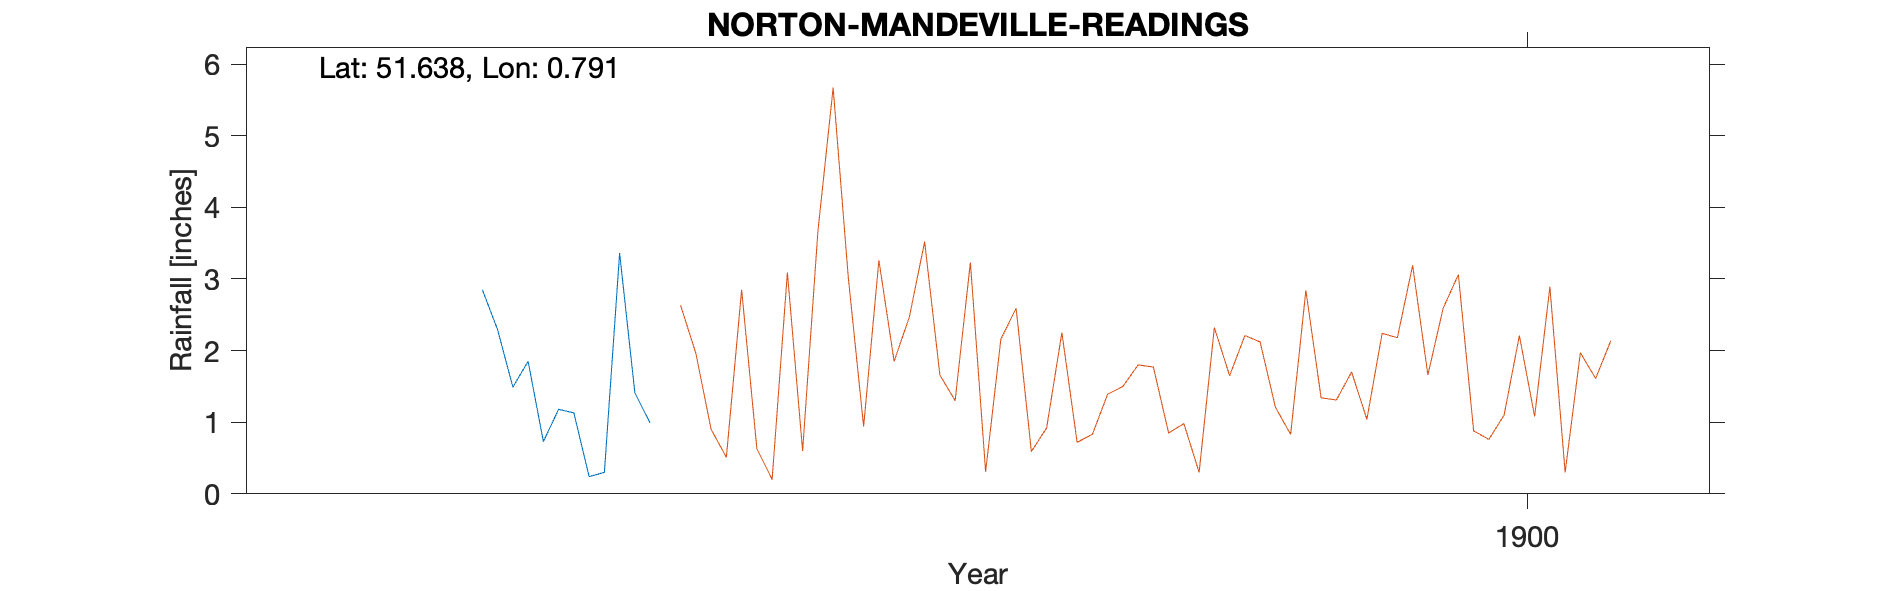 NORTON-MANDEVILLE-READINGS
Lat: 51.638, Lon: 0.791
6
5
4
3
2
1
0
Rainfall [inches]
1900
Year